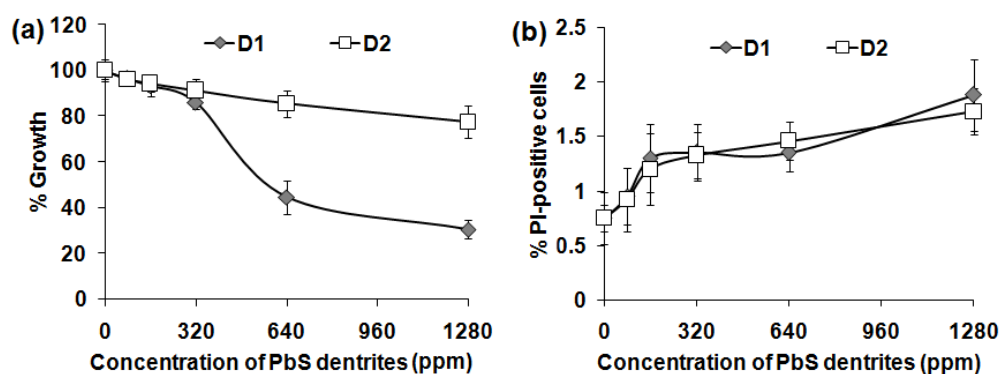 (a)
D1
D2
120
100
80
60
40
20
0
% Growth
0 320 640 960 1280
Concentration of PbS dentrites (ppm)
(b)
D1
D2
2.5
2
1.5
1
0.5
0
% PI-positive cells
0 320 640 960 1280
Concentration of PbS dentrites (ppm)